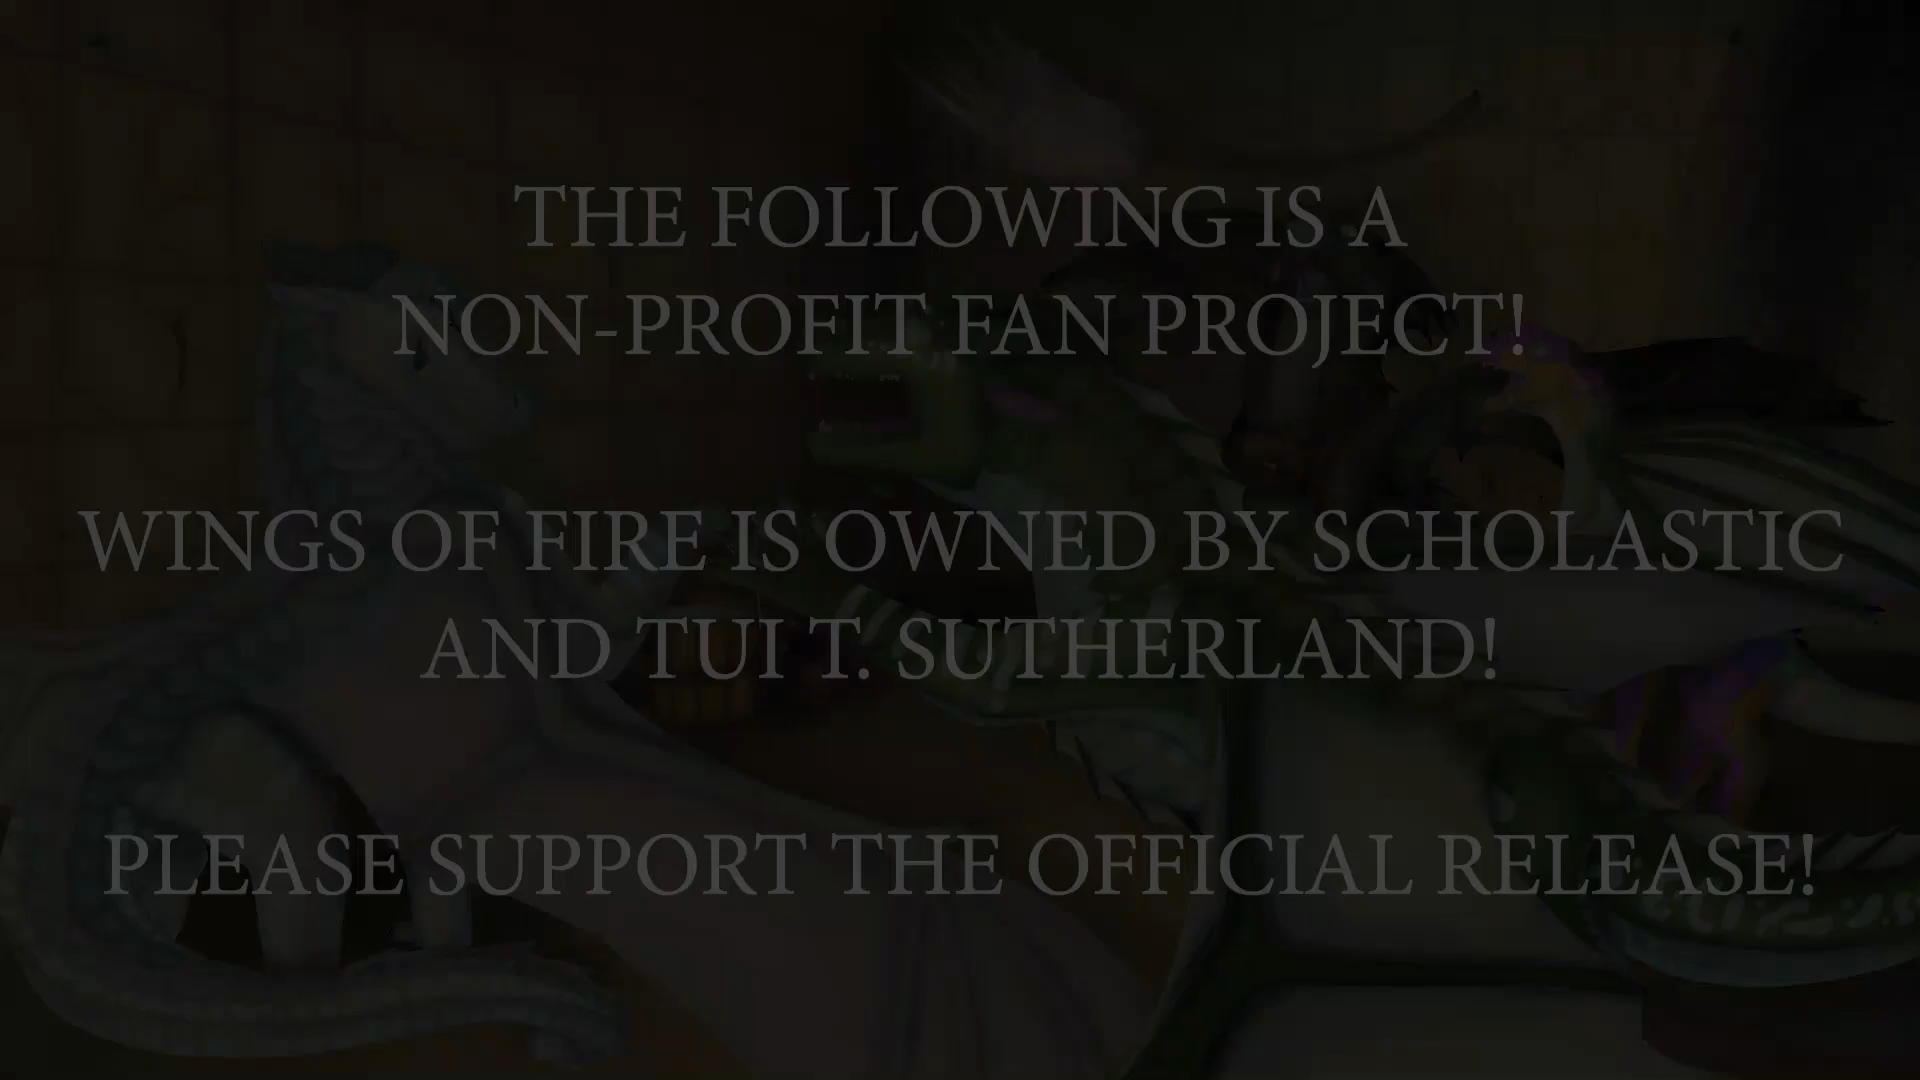 THE FOLLOWING IS A
NON-PROFIT FAN PROJECT!
WINGS OF FIRE IS OWNED BY SCHOLASTIC
AND TUI T. SUTHERLAND!
PLEASE SUPPORT THE OFFICIAL RELEASE!